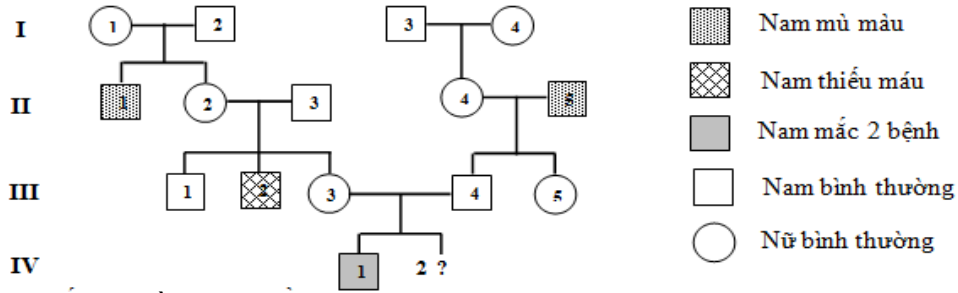 I 1 2 3 4
Nam mù màu
II 1 2 3 4 5
Nam thiếu máu
Nam mắc 2 bệnh
III 1 2 3 4 5
Nam bình thường
Nữ bình thường
IV 1 2 ?